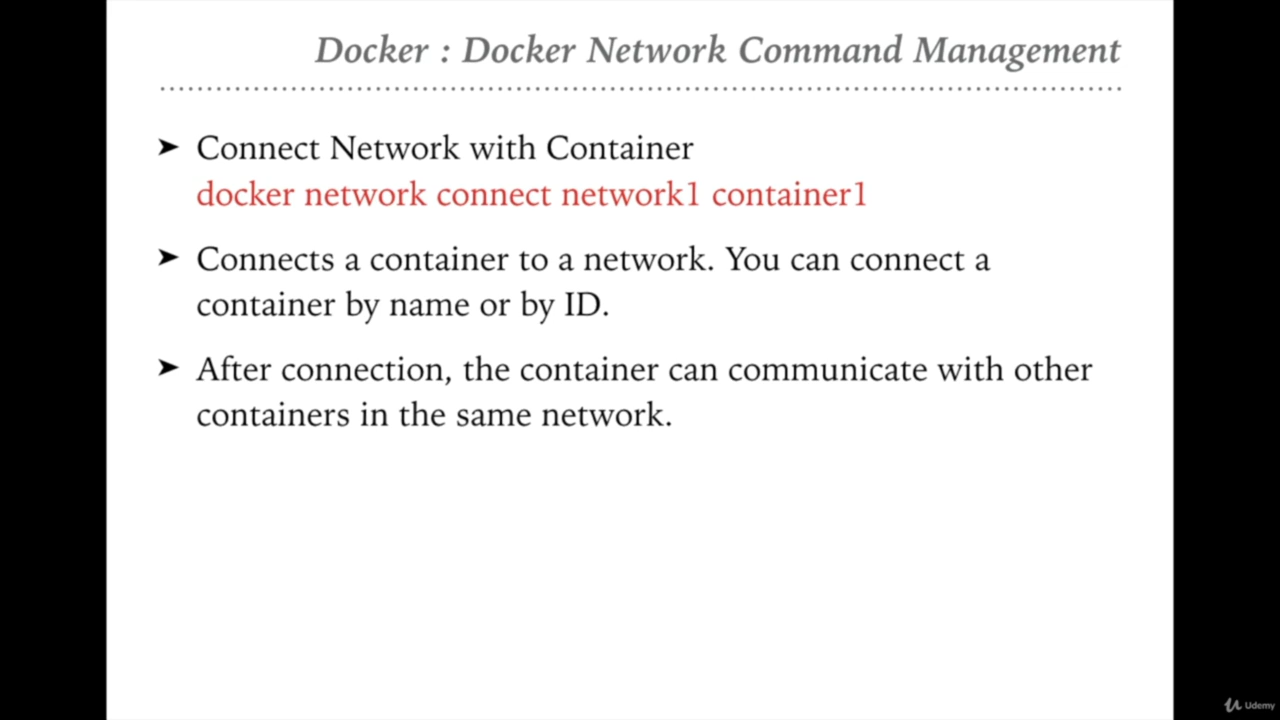 Docker : Docker Network Command Management
➤ Connect Network with Container
docker network connect network1 container1
➤ Connects a container to a network. You can connect a
container by name or by ID.
➤ After connection, the container can communicate with other
containers in the same network.
Udemy